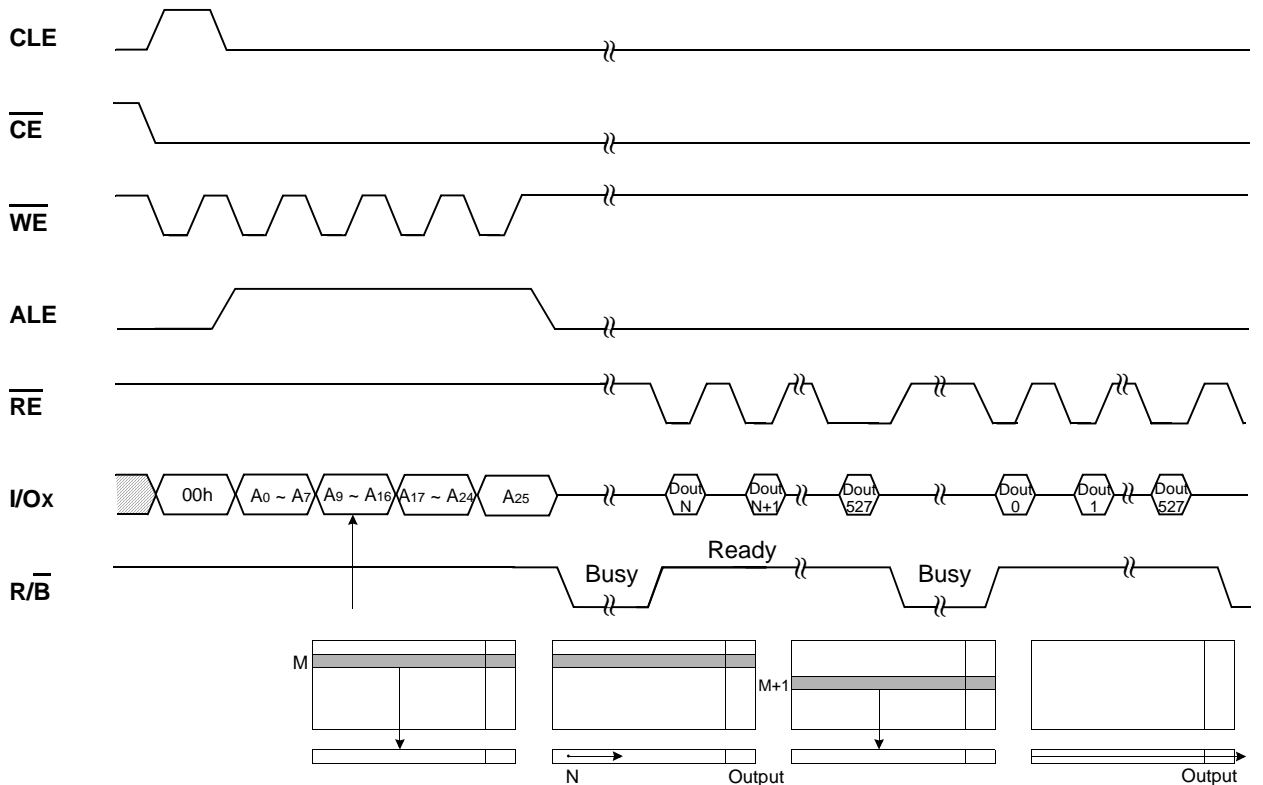 CLE
CE
WE
ALE
RE
I/Ox
00h
A0 ~ A7
A9 ~ A16
A17 ~ A24
A25
Dout
N
Dout
N+1
Dout
527
Dout
0
Dout
1
Dout
527
R/B
Busy
Ready
Busy
M
M+1
N
Output
Output